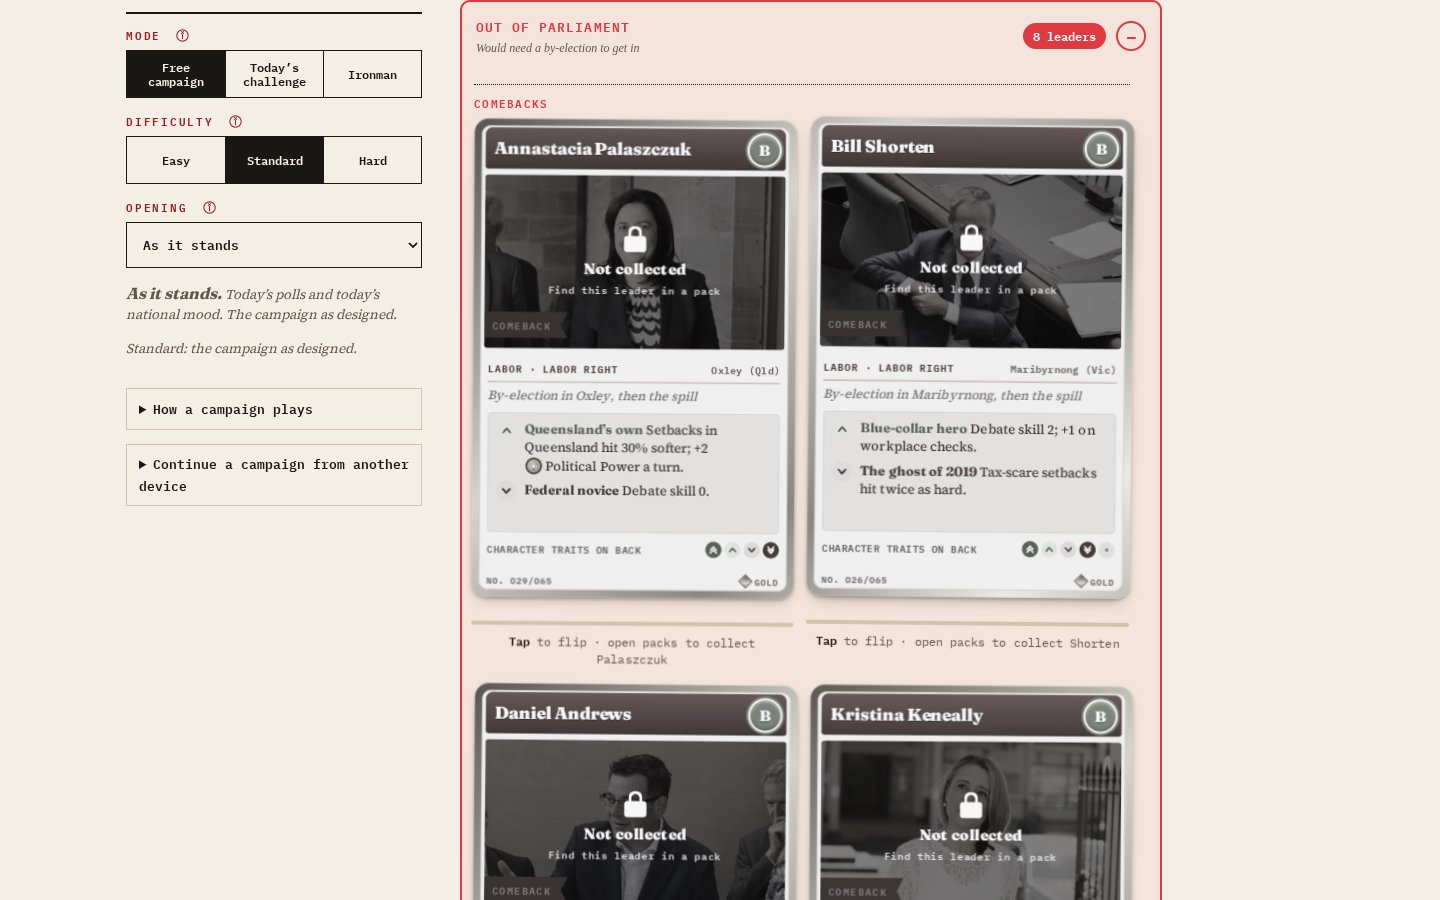 MODE
Free
campaign
Today's
challenge
Ironman
DIFFICULTY
Easy
Standard
Hard
OPENING
As it stands
As it stands. Today's polls and today's
national mood. The campaign as designed.
Standard: the campaign as designed.
How a campaign plays
Continue a campaign from another
device
OUT OF PARLIAMENT
Would need a by-election to get in
8 leaders
COMEBACKS
Annastacia Palaszczuk
B
Not collected
Find this leader in a pack
COMEBACK
LABOR · LABOR RIGHT
Oxley (Qld)
By-election in Oxley, then the spill
Queensland's own Setbacks in
Queensland hit 30% softer; +2
Political Power a turn.
Federal novice Debate skill 0.
CHARACTER TRAITS ON BACK
NO. 029/065
GOLD
Tap to flip · open packs to collect
Palaszczuk
Bill Shorten
B
Not collected
Find this leader in a pack
COMEBACK
LABOR · LABOR RIGHT
Maribyrnong (Vic)
By-election in Maribyrnong, then the spill
Blue-collar hero Debate skill 2; +1 on
workplace checks.
The ghost of 2019 Tax-scare setbacks
hit twice as hard.
CHARACTER TRAITS ON BACK
NO. 026/065
GOLD
Tap to flip · open packs to collect Shorten
Daniel Andrews
B
Not collected
Find this leader in a pack
COMEBACK
Kristina Keneally
B
Not collected
Find this leader in a pack
COMEBACK